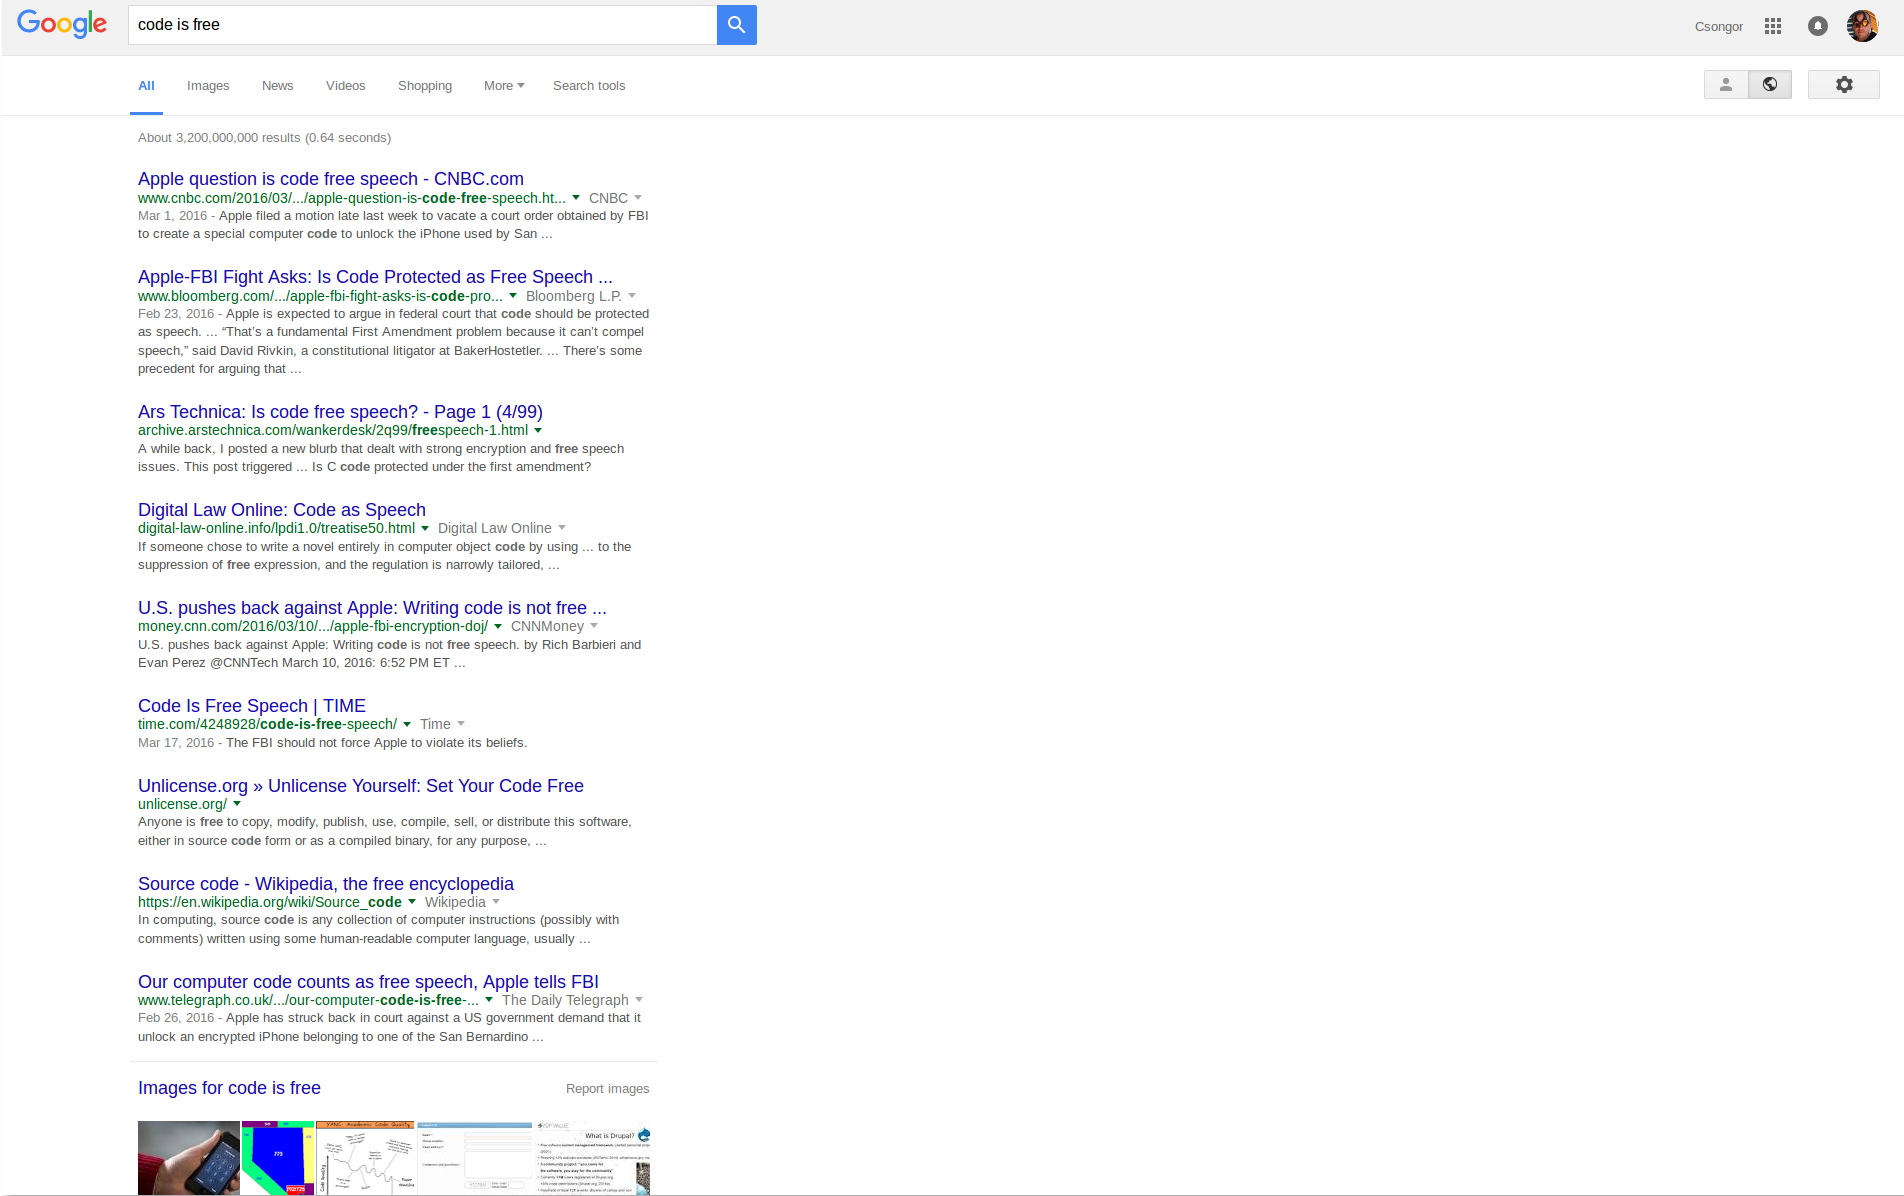 Google
code is free
Csongor
All Images News Videos Shopping More Search tools
About 3,200,000,000 results (0.64 seconds)
Apple question is code free speech - CNBC.com
www.cnbc.com/2016/03/.../apple-question-is-code-free-speech.ht... CNBC
Mar 1, 2016 - Apple filed a motion late last week to vacate a court order obtained by FBI
to create a special computer code to unlock the iPhone used by San ...
Apple-FBI Fight Asks: Is Code Protected as Free Speech ...
www.bloomberg.com/.../apple-fbi-fight-asks-is-code-pro... Bloomberg L.P.
Feb 23, 2016 - Apple is expected to argue in federal court that code should be protected
as speech. ... “That’s a fundamental First Amendment problem because it can’t compel
speech,” said David Rivkin, a constitutional litigator at BakerHostetler. ... There’s some
precedent for arguing that ...
Ars Technica: Is code free speech? - Page 1 (4/99)
archive.arstechnica.com/wankerdesk/2q99/freespeech-1.html
A while back, I posted a new blurb that dealt with strong encryption and free speech
issues. This post triggered ... Is C code protected under the first amendment?
Digital Law Online: Code as Speech
digital-law-online.info/lpdi1.0/treatise50.html Digital Law Online
If someone chose to write a novel entirely in computer object code by using ... to the
suppression of free expression, and the regulation is narrowly tailored, ...
U.S. pushes back against Apple: Writing code is not free ...
money.cnn.com/2016/03/10/.../apple-fbi-encryption-doj/ CNNMoney
U.S. pushes back against Apple: Writing code is not free speech. by Rich Barbieri and
Evan Perez @CNNTech March 10, 2016: 6:52 PM ET ...
Code Is Free Speech | TIME
time.com/4248928/code-is-free-speech/ Time
Mar 17, 2016 - The FBI should not force Apple to violate its beliefs.
Unlicense.org » Unlicense Yourself: Set Your Code Free
unlicense.org/
Anyone is free to copy, modify, publish, use, compile, sell, or distribute this software,
either in source code form or as a compiled binary, for any purpose, ...
Source code - Wikipedia, the free encyclopedia
https://en.wikipedia.org/wiki/Source_code Wikipedia
In computing, source code is any collection of computer instructions (possibly with
comments) written using some human-readable computer language, usually ...
Our computer code counts as free speech, Apple tells FBI
www.telegraph.co.uk/.../our-computer-code-is-free-... The Daily Telegraph
Feb 26, 2016 - Apple has struck back in court against a US government demand that it
unlock an encrypted iPhone belonging to one of the San Bernardino ...
Images for code is free Report images
775
What is Drupal?